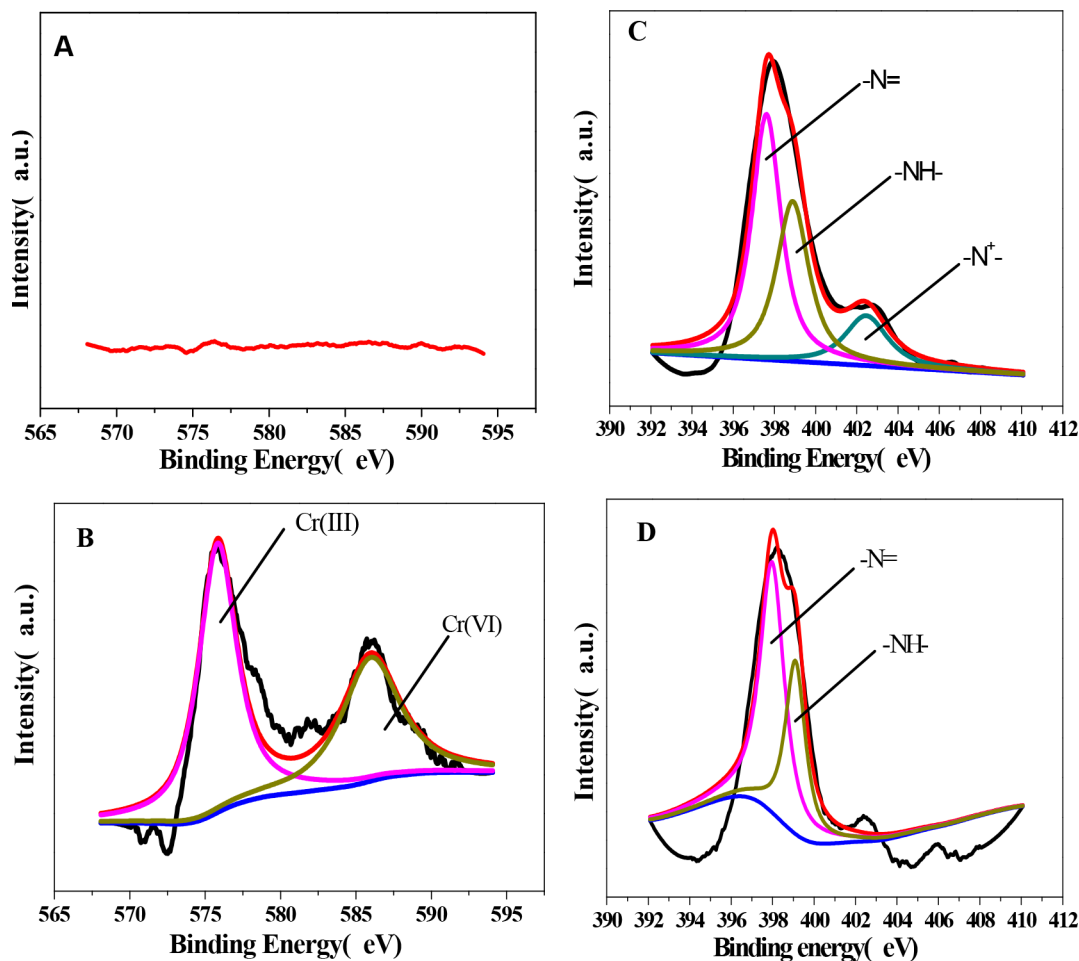 A
Intensity( a.u.)
565 570 575 580 585 590 595
Binding Energy( eV)
C
-N=
-NH-
-N+-
Intensity( a.u.)
390 392 394 396 398 400 402 404 406 408 410 412
Binding Energy( eV)
B
Cr(III)
Cr(VI)
Intensity( a.u.)
565 570 575 580 585 590 595
Binding Energy( eV)
D
-N=
-NH-
Intensity( a.u.)
390 392 394 396 398 400 402 404 406 408 410 412
Binding energy( eV)